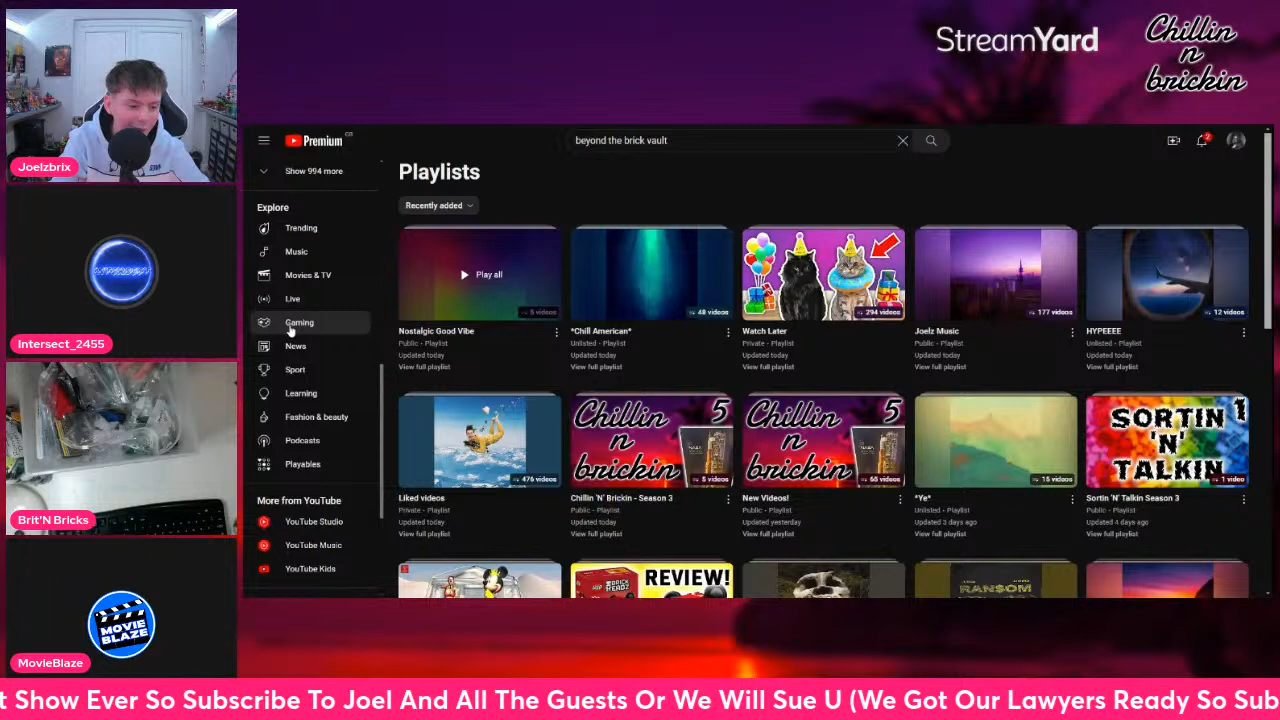 StreamYard
Chillin
n
brickin
Joelzbrix
Intersect_2455
Brit'N Bricks
MOVIE
BLAZE
MovieBlaze
Premium
beyond the brick vault
2
Show 994 more
Explore
Trending
Music
Movies & TV
Live
Gaming
News
Sport
Learning
Fashion & beauty
Podcasts
Playables
More from YouTube
YouTube Studio
YouTube Music
YouTube Kids
Playlists
Recently added
Play all
5 videos
Nostalgic Good Vibe
Public · Playlist
Updated today
View full playlist
48 videos
*Chill American*
Unlisted · Playlist
Updated today
View full playlist
294 videos
Watch Later
Private · Playlist
Updated today
View full playlist
177 videos
Joelz Music
Public · Playlist
Updated today
View full playlist
12 videos
HYPEEEE
Unlisted · Playlist
Updated today
View full playlist
476 videos
Liked videos
Private · Playlist
Updated today
View full playlist
Chillin 5
n
brickin
5 videos
Chillin 'N' Brickin - Season 3
Public · Playlist
Updated today
View full playlist
Chillin 5
n
brickin
65 videos
New Videos!
Public · Playlist
Updated yesterday
View full playlist
15 videos
*Ye*
Unlisted · Playlist
Updated 3 days ago
View full playlist
SORTIN 1
'N'
TALKIN
1 video
Sortin 'N' Talkin Season 3
Public · Playlist
Updated 4 days ago
View full playlist
REVIEW!
RANSOM
t Show Ever So Subscribe To Joel And All The Guests Or We Will Sue U (We Got Our Lawyers Ready So Sub